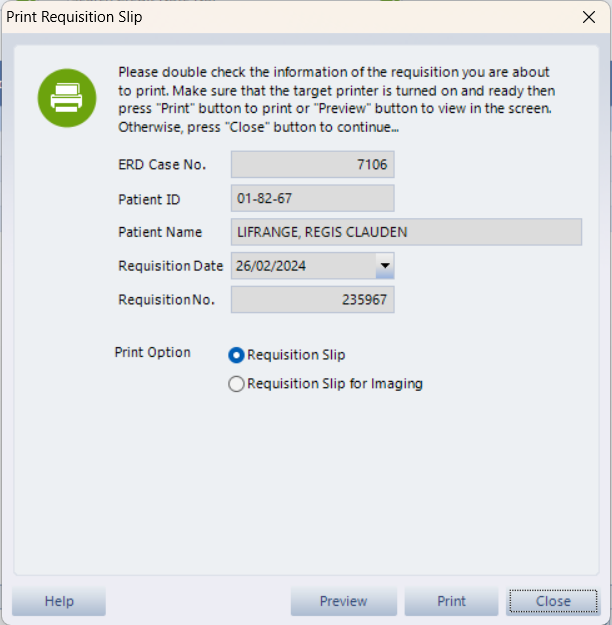 Print Requisition Slip
Please double check the information of the requisition you are about
to print. Make sure that the target printer is turned on and ready then
press "Print" button to print or "Preview" button to view in the screen.
Otherwise, press "Close" button to continue...
ERD Case No. 7106
Patient ID 01-82-67
Patient Name LIFRANGE, REGIS CLAUDEN
Requisition Date 26/02/2024
Requisition No. 235967
Print Option Requisition Slip
Requisition Slip for Imaging
Help Preview Print Close